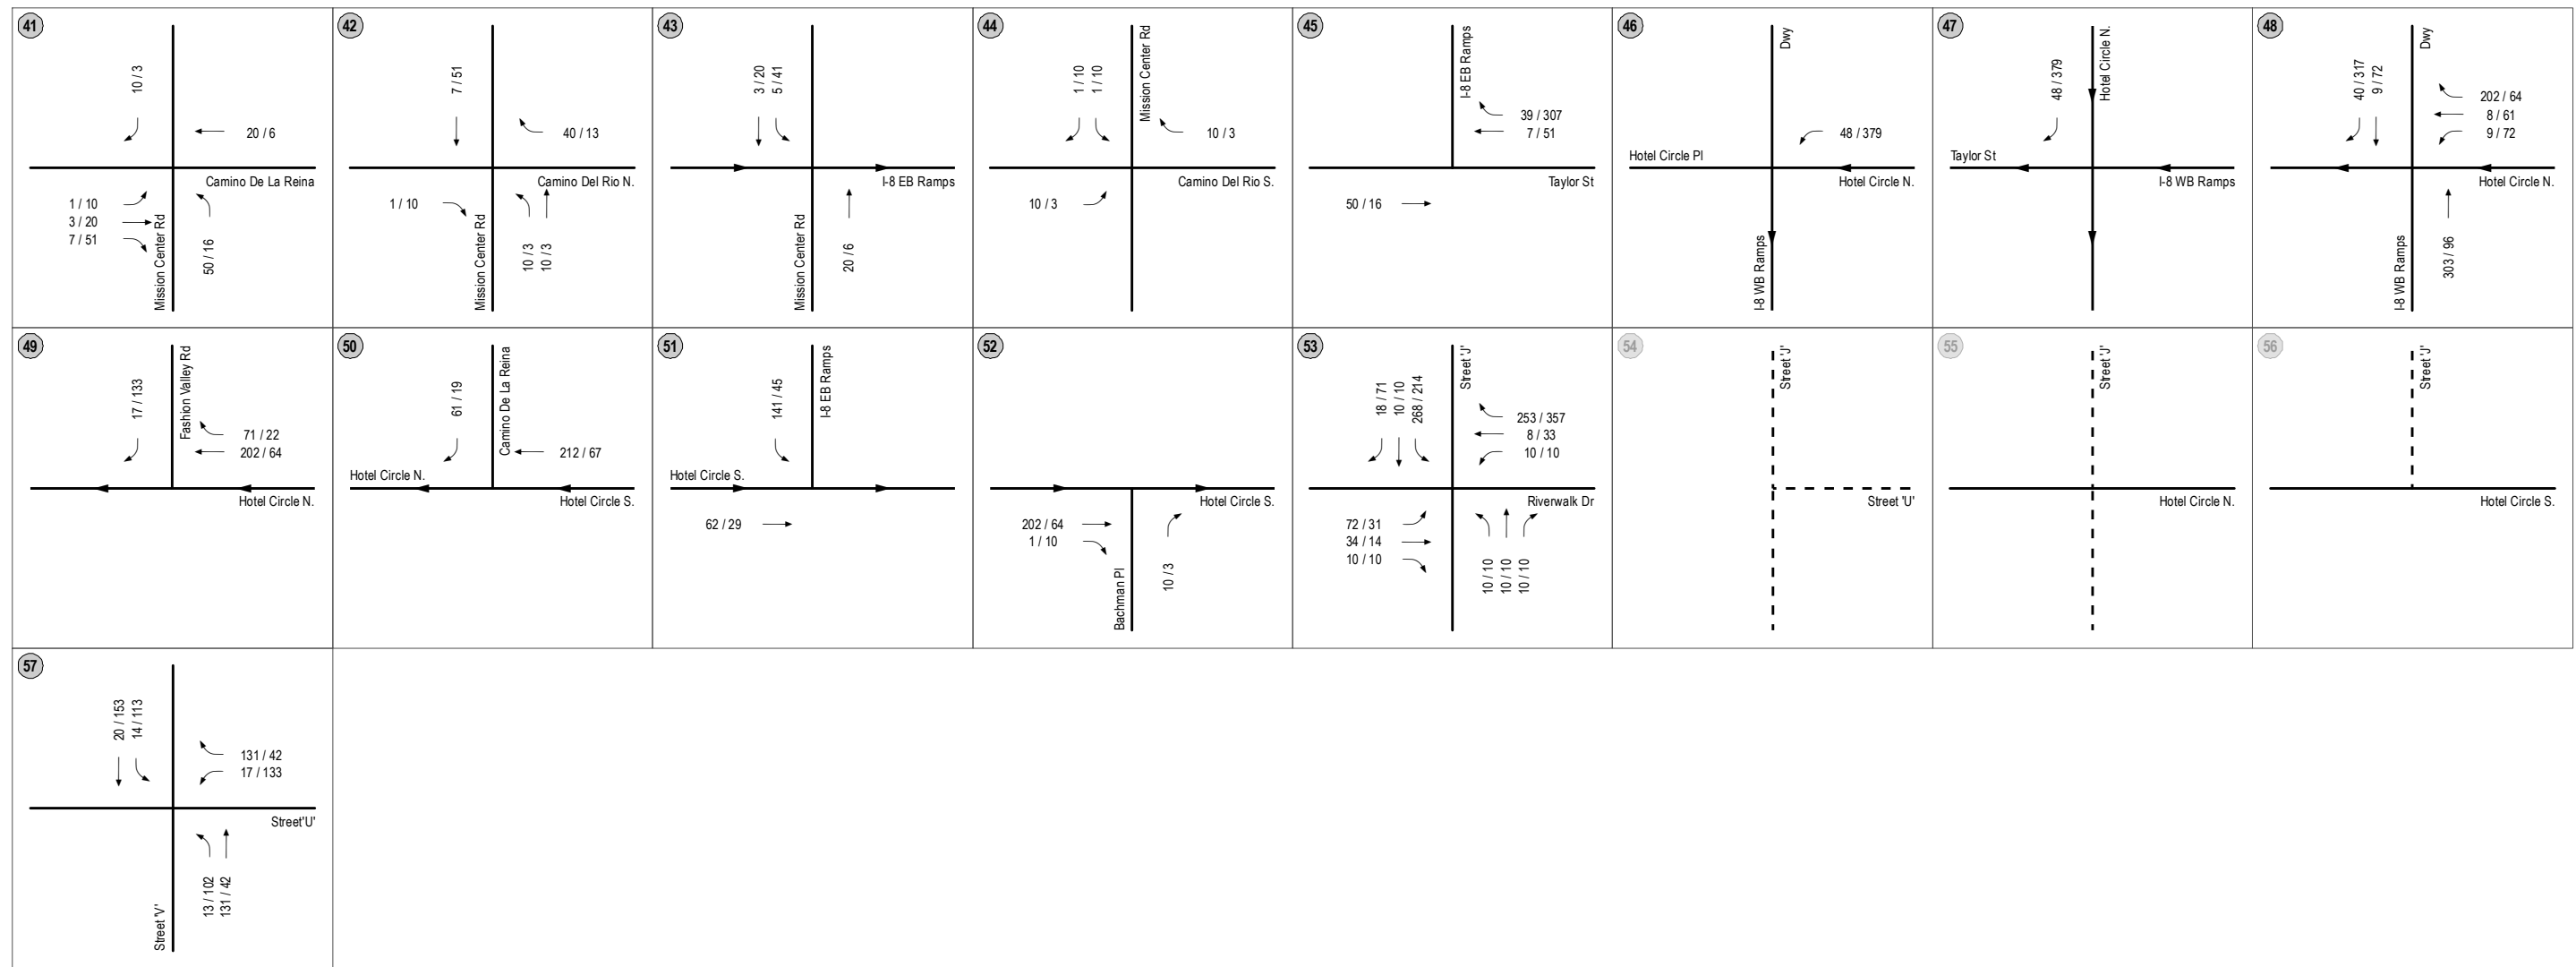 41
10 / 3
20 / 6
Camino De La Reina
1 / 10
3 / 20
7 / 51
Mission Center Rd
50 / 16
42
7 / 51
40 / 13
Camino Del Rio N.
1 / 10
Mission Center Rd
10 / 3
10 / 3
43
3 / 20
5 / 41
I-8 EB Ramps
Mission Center Rd
20 / 6
44
1 / 10
1 / 10
Mission Center Rd
10 / 3
Camino Del Rio S.
10 / 3
45
I-8 EB Ramps
39 / 307
7 / 51
Taylor St
50 / 16
46
Dwy
48 / 379
Hotel Circle Pl
Hotel Circle N.
I-8 WB Ramps
47
48 / 379
Hotel Circle N.
Taylor St
I-8 WB Ramps
48
40 / 317
9 / 72
Dwy
202 / 64
8 / 61
9 / 72
Hotel Circle N.
I-8 WB Ramps
303 / 96
49
17 / 133
Fashion Valley Rd
71 / 22
202 / 64
Hotel Circle N.
50
61 / 19
Camino De La Reina
212 / 67
Hotel Circle N.
Hotel Circle S.
51
141 / 45
I-8 EB Ramps
Hotel Circle S.
62 / 29
52
Hotel Circle S.
202 / 64
1 / 10
Bachman Pl
10 / 3
53
18 / 71
10 / 10
268 / 214
Street 'J'
253 / 357
8 / 33
10 / 10
Riverwalk Dr
72 / 31
34 / 14
10 / 10
10 / 10
10 / 10
10 / 10
54
Street 'J'
Street 'U'
55
Street 'J'
Hotel Circle N.
56
Street 'J'
Hotel Circle S.
57
20 / 153
14 / 113
131 / 42
17 / 133
Street'U'
Street 'V'
13 / 102
131 / 42